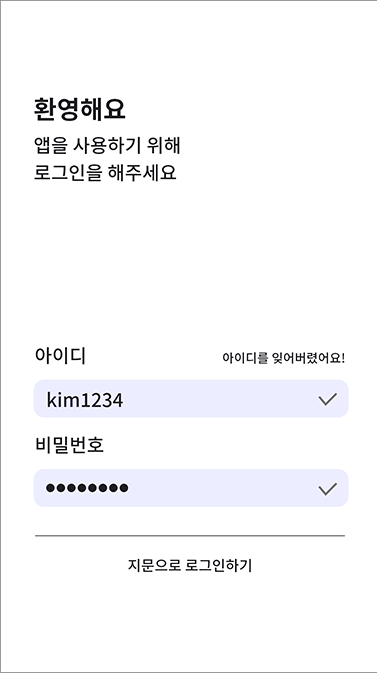 환영해요
앱을 사용하기 위해
로그인을 해주세요
아이디
아이디를 잊어버렸어요!
kim1234
비밀번호
●●●●●●●●
지문으로 로그인하기